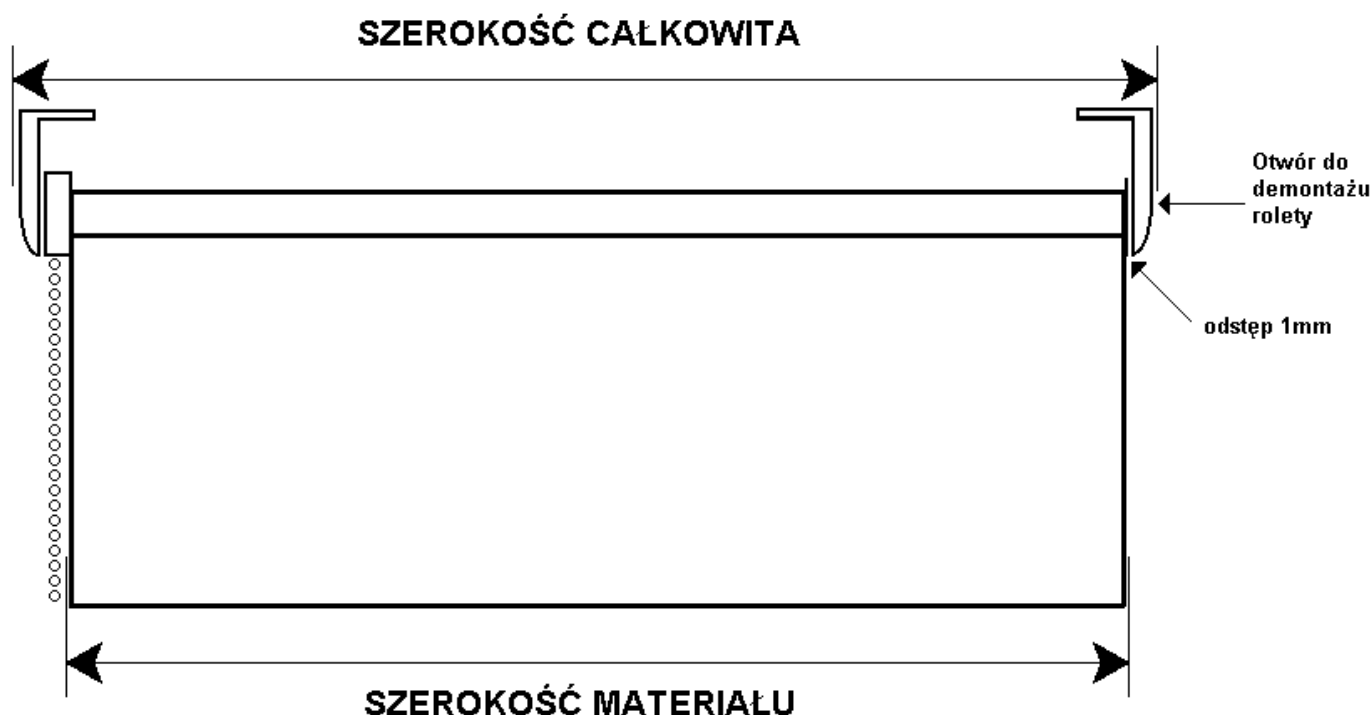 SZEROKOŚĆ CAŁKOWITA
Otwór do
demontażu
rolety
odstęp 1mm
SZEROKOŚĆ MATERIAŁU